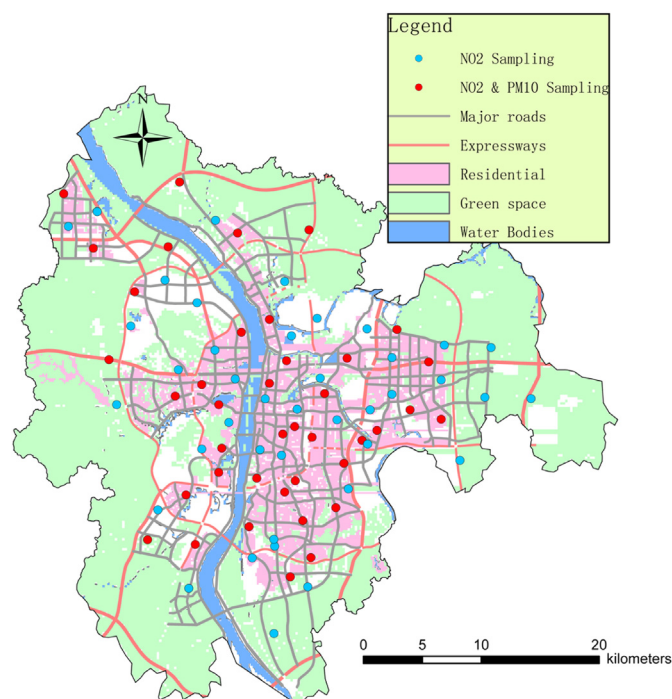 Legend
NO2 Sampling
NO2 & PM10 Sampling
Major roads
Expressways
Residential
Green space
Water Bodies
N
0 5 10 20
kilometers